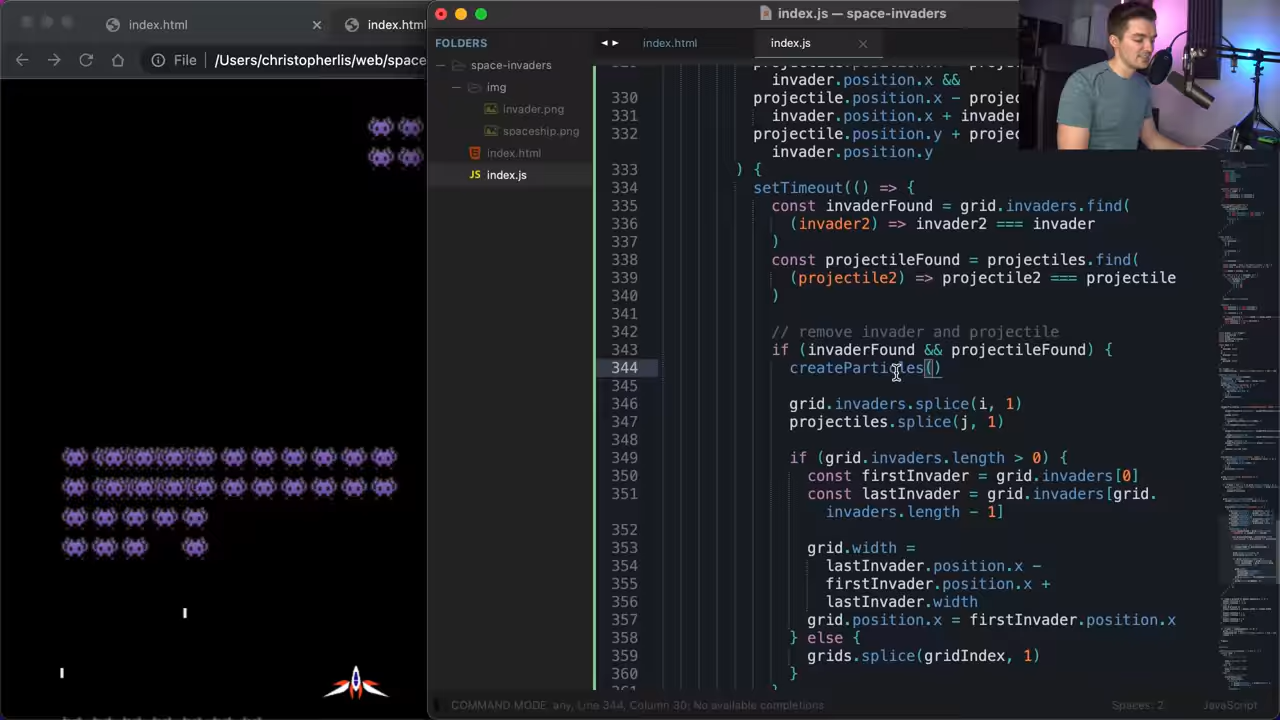 index.html
index.html
File
/Users/christopherlis/web/space
index.js — space-invaders
FOLDERS
space-invaders
img
invader.png
spaceship.png
index.html
JS index.js
index.html
index.js
invader.position.x &&
330 projectile.position.x - projec
331 invader.position.x + invader
332 projectile.position.y + projec
invader.position.y
333 ) {
334 setTimeout(() => {
335 const invaderFound = grid.invaders.find(
336 (invader2) => invader2 === invader
337 )
338 const projectileFound = projectiles.find(
339 (projectile2) => projectile2 === projectile
340 )
341
342 // remove invader and projectile
343 if (invaderFound && projectileFound) {
344 createParticles()
345
346 grid.invaders.splice(i, 1)
347 projectiles.splice(j, 1)
348
349 if (grid.invaders.length > 0) {
350 const firstInvader = grid.invaders[0]
351 const lastInvader = grid.invaders[grid.
invaders.length - 1]
352
353 grid.width =
354 lastInvader.position.x -
355 firstInvader.position.x +
356 lastInvader.width
357 grid.position.x = firstInvader.position.x
358 } else {
359 grids.splice(gridIndex, 1)
360 }
COMMAND MODE: any, Line 344, Column 30; No available completions
Spaces: 2
JavaScript